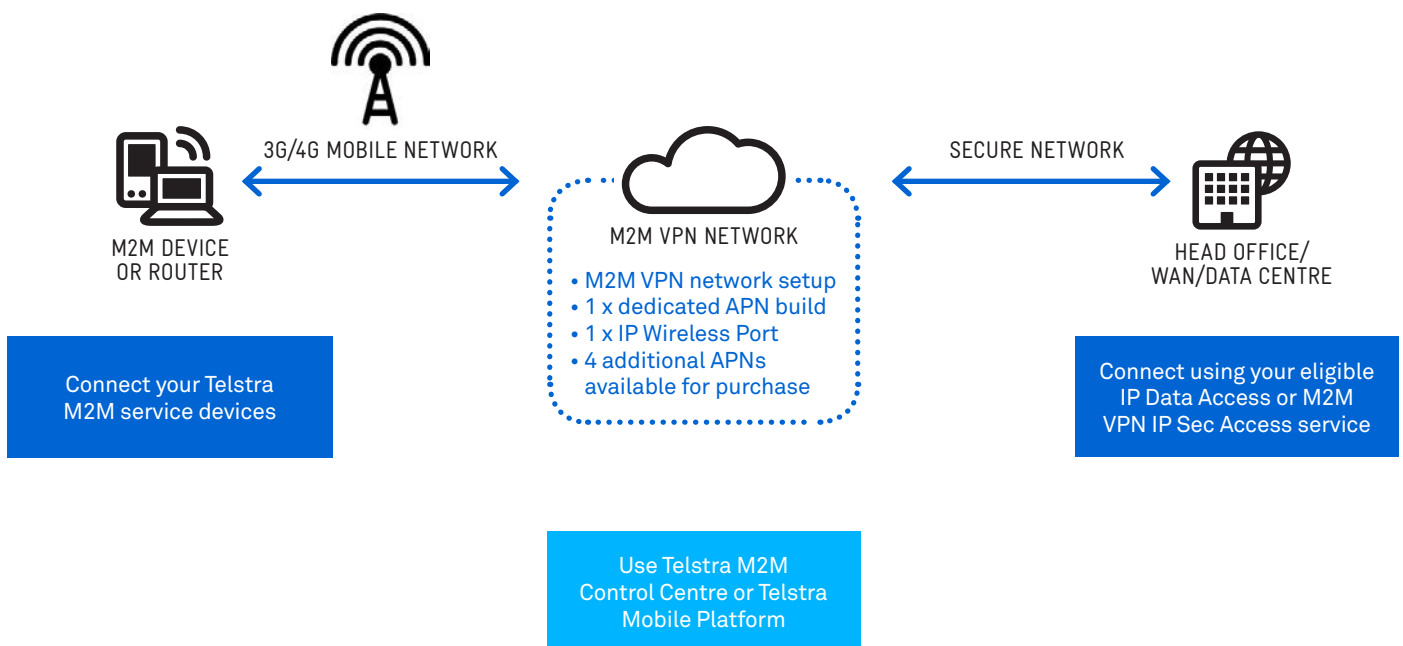 3G/4G MOBILE NETWORK
SECURE NETWORK
M2M DEVICE
OR ROUTER
M2M VPN NETWORK
• M2M VPN network setup
• 1 x dedicated APN build
• 1 x IP Wireless Port
• 4 additional APNs
available for purchase
HEAD OFFICE/
WAN/DATA CENTRE
Connect your Telstra
M2M service devices
Connect using your eligible
IP Data Access or M2M
VPN IP Sec Access service
Use Telstra M2M
Control Centre or Telstra
Mobile Platform